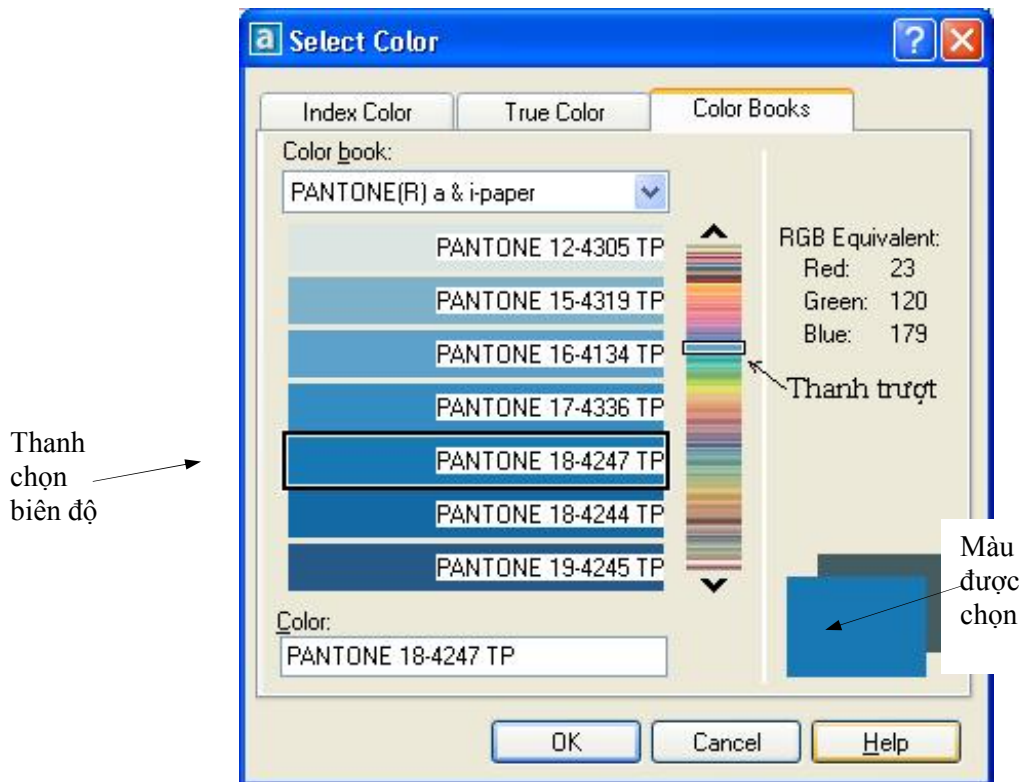 a Select Color
Index Color
True Color
Color Books
Color book:
PANTONE(R) a & i-paper
PANTONE 12-4305 TP
PANTONE 15-4319 TP
PANTONE 16-4134 TP
PANTONE 17-4336 TP
PANTONE 18-4247 TP
PANTONE 18-4244 TP
PANTONE 19-4245 TP
RGB Equivalent:
Red: 23
Green: 120
Blue: 179
Thanh trượt
Thanh
chọn
biên độ
Màu
được
chọn
Color:
PANTONE 18-4247 TP
OK
Cancel
Help